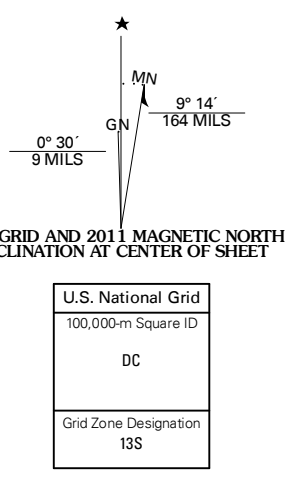 ★
MN
GN
9° 14´
164 MILS
0° 30´
9 MILS
GRID AND 2011 MAGNETIC NORTH
CLINATION AT CENTER OF SHEET
U.S. National Grid
100,000-m Square ID
DC
Grid Zone Designation
13S